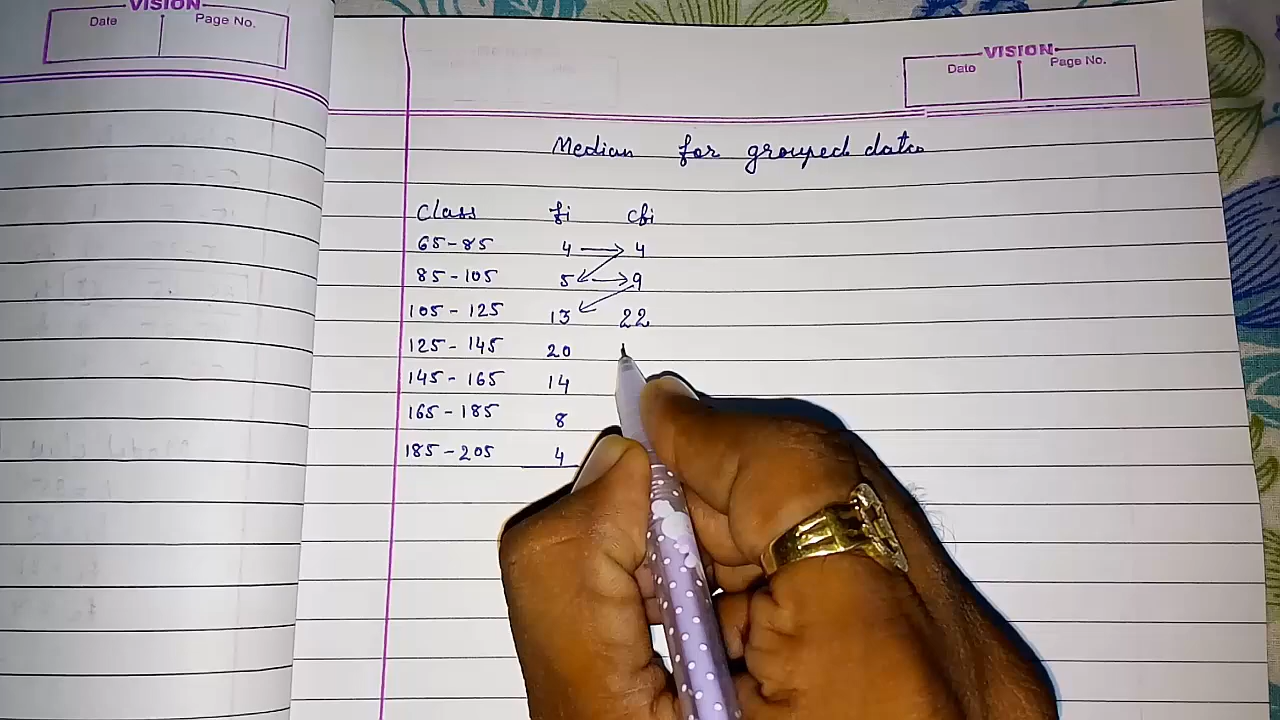 VISION
Date Page No.
VISION
Date Page No.
Median for grouped data
Class fi cfi
65-85 4 4
85-105 5 9
105-125 13 22
125-145 20
145-165 14
165-185 8
185-205 4